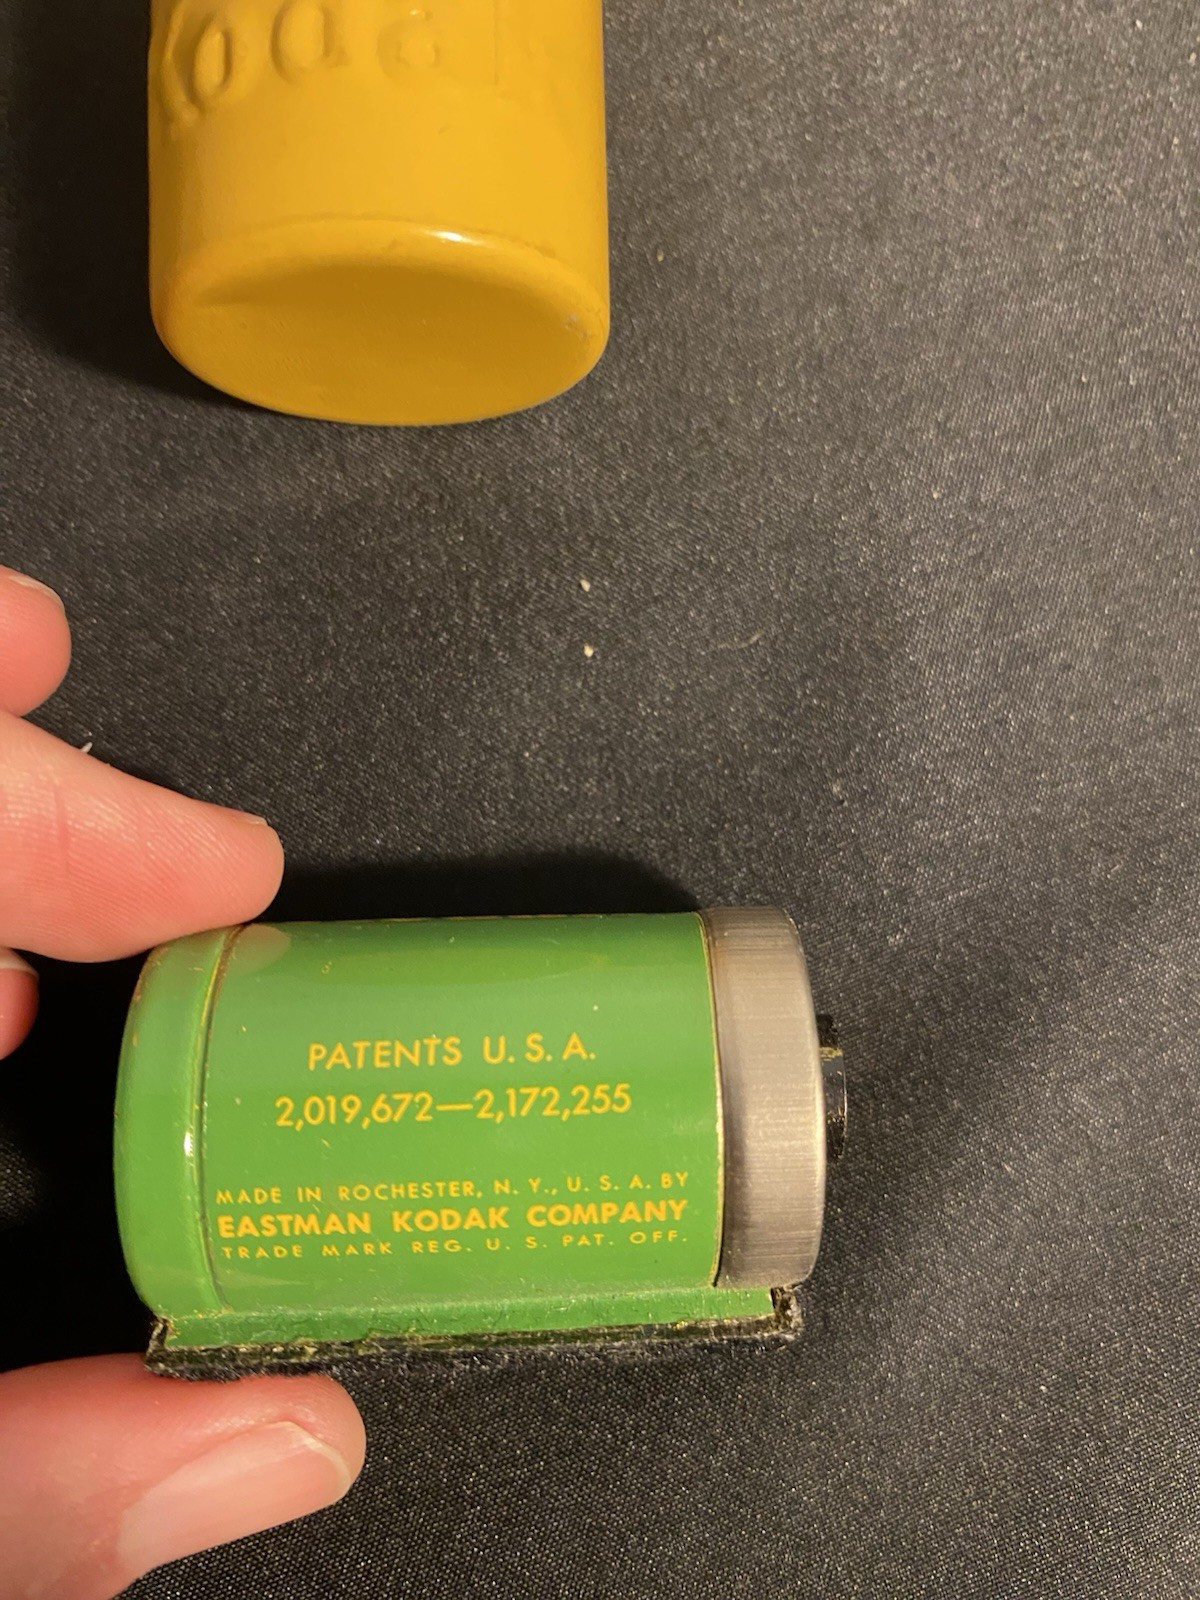 PATENTS U. S. A.
2,019,672—2,172,255
MADE IN ROCHESTER, N. Y., U. S. A. BY
EASTMAN KODAK COMPANY
TRADE MARK REG. U. S. PAT. OFF.